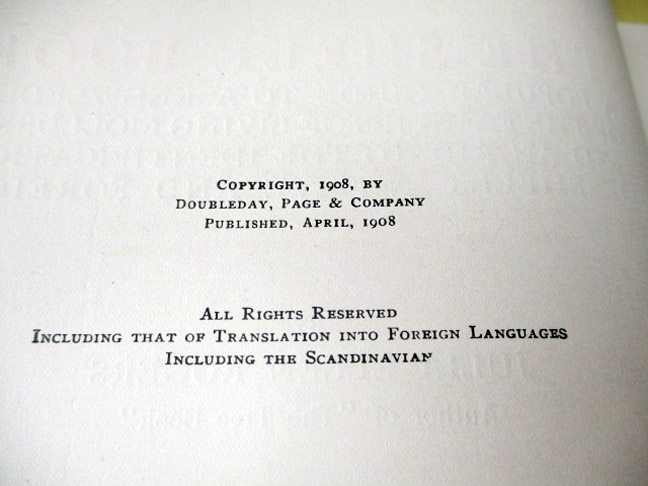 COPYRIGHT, 1908, BY
DOUBLEDAY, PAGE & COMPANY
PUBLISHED, APRIL, 1908
ALL RIGHTS RESERVED
INCLUDING THAT OF TRANSLATION INTO FOREIGN LANGUAGES
INCLUDING THE SCANDINAVIAN